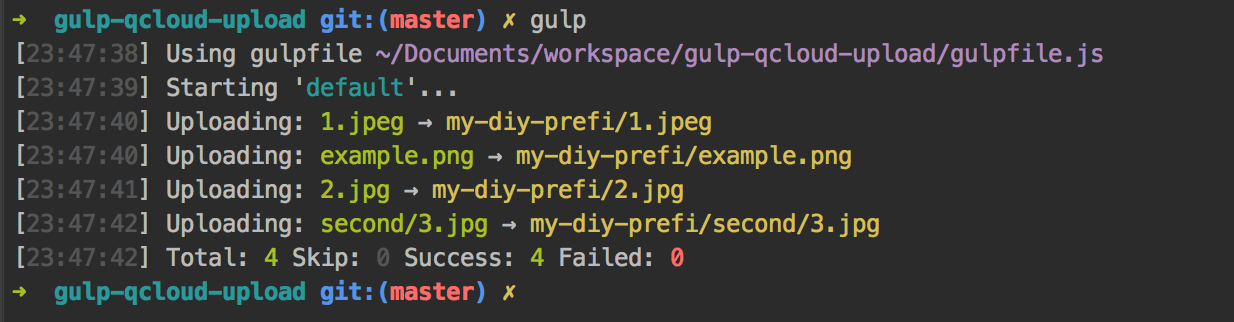 ➜ gulp-qcloud-upload git:(master) ✗ gulp
[23:47:38] Using gulpfile ~/Documents/workspace/gulp-qcloud-upload/gulpfile.js
[23:47:39] Starting 'default'...
[23:47:40] Uploading: 1.jpeg → my-diy-prefi/1.jpeg
[23:47:40] Uploading: example.png → my-diy-prefi/example.png
[23:47:41] Uploading: 2.jpg → my-diy-prefi/2.jpg
[23:47:42] Uploading: second/3.jpg → my-diy-prefi/second/3.jpg
[23:47:42] Total: 4 Skip: 0 Success: 4 Failed: 0
➜ gulp-qcloud-upload git:(master) ✗